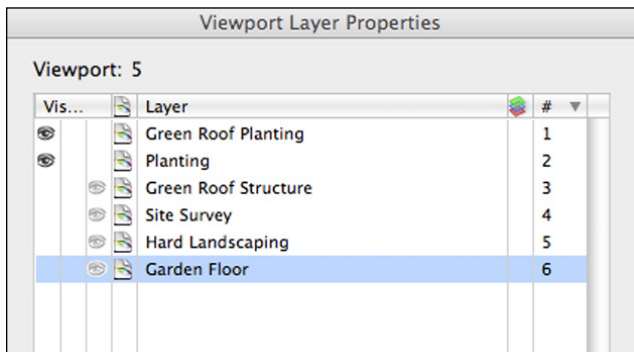 Viewport Layer Properties
Viewport: 5
Vis... Layer # 
Green Roof Planting 1
Planting 2
Green Roof Structure 3
Site Survey 4
Hard Landscaping 5
Garden Floor 6